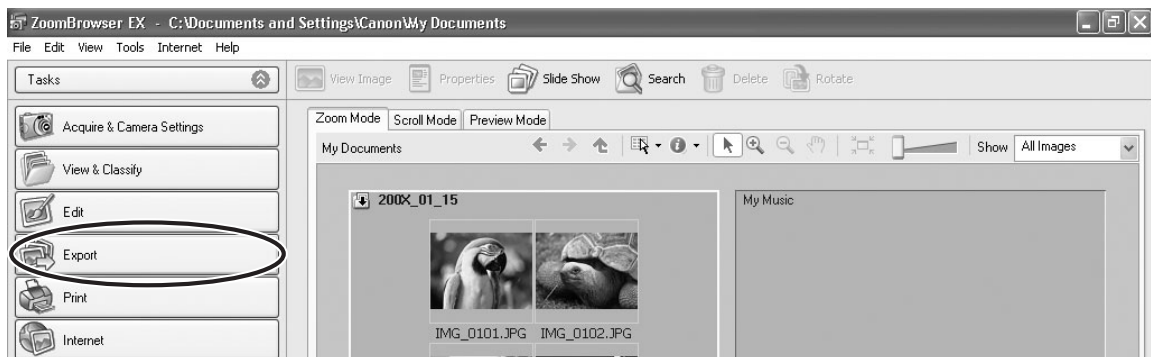 ZoomBrowser EX - C:\Documents and Settings\Canon\My Documents
File Edit View Tools Internet Help
Tasks
View Image Properties Slide Show Search Delete Rotate
Acquire & Camera Settings
View & Classify
Edit
Export
Print
Internet
Zoom Mode Scroll Mode Preview Mode
My Documents
Show All Images
200X_01_15
IMG_0101.JPG IMG_0102.JPG
My Music